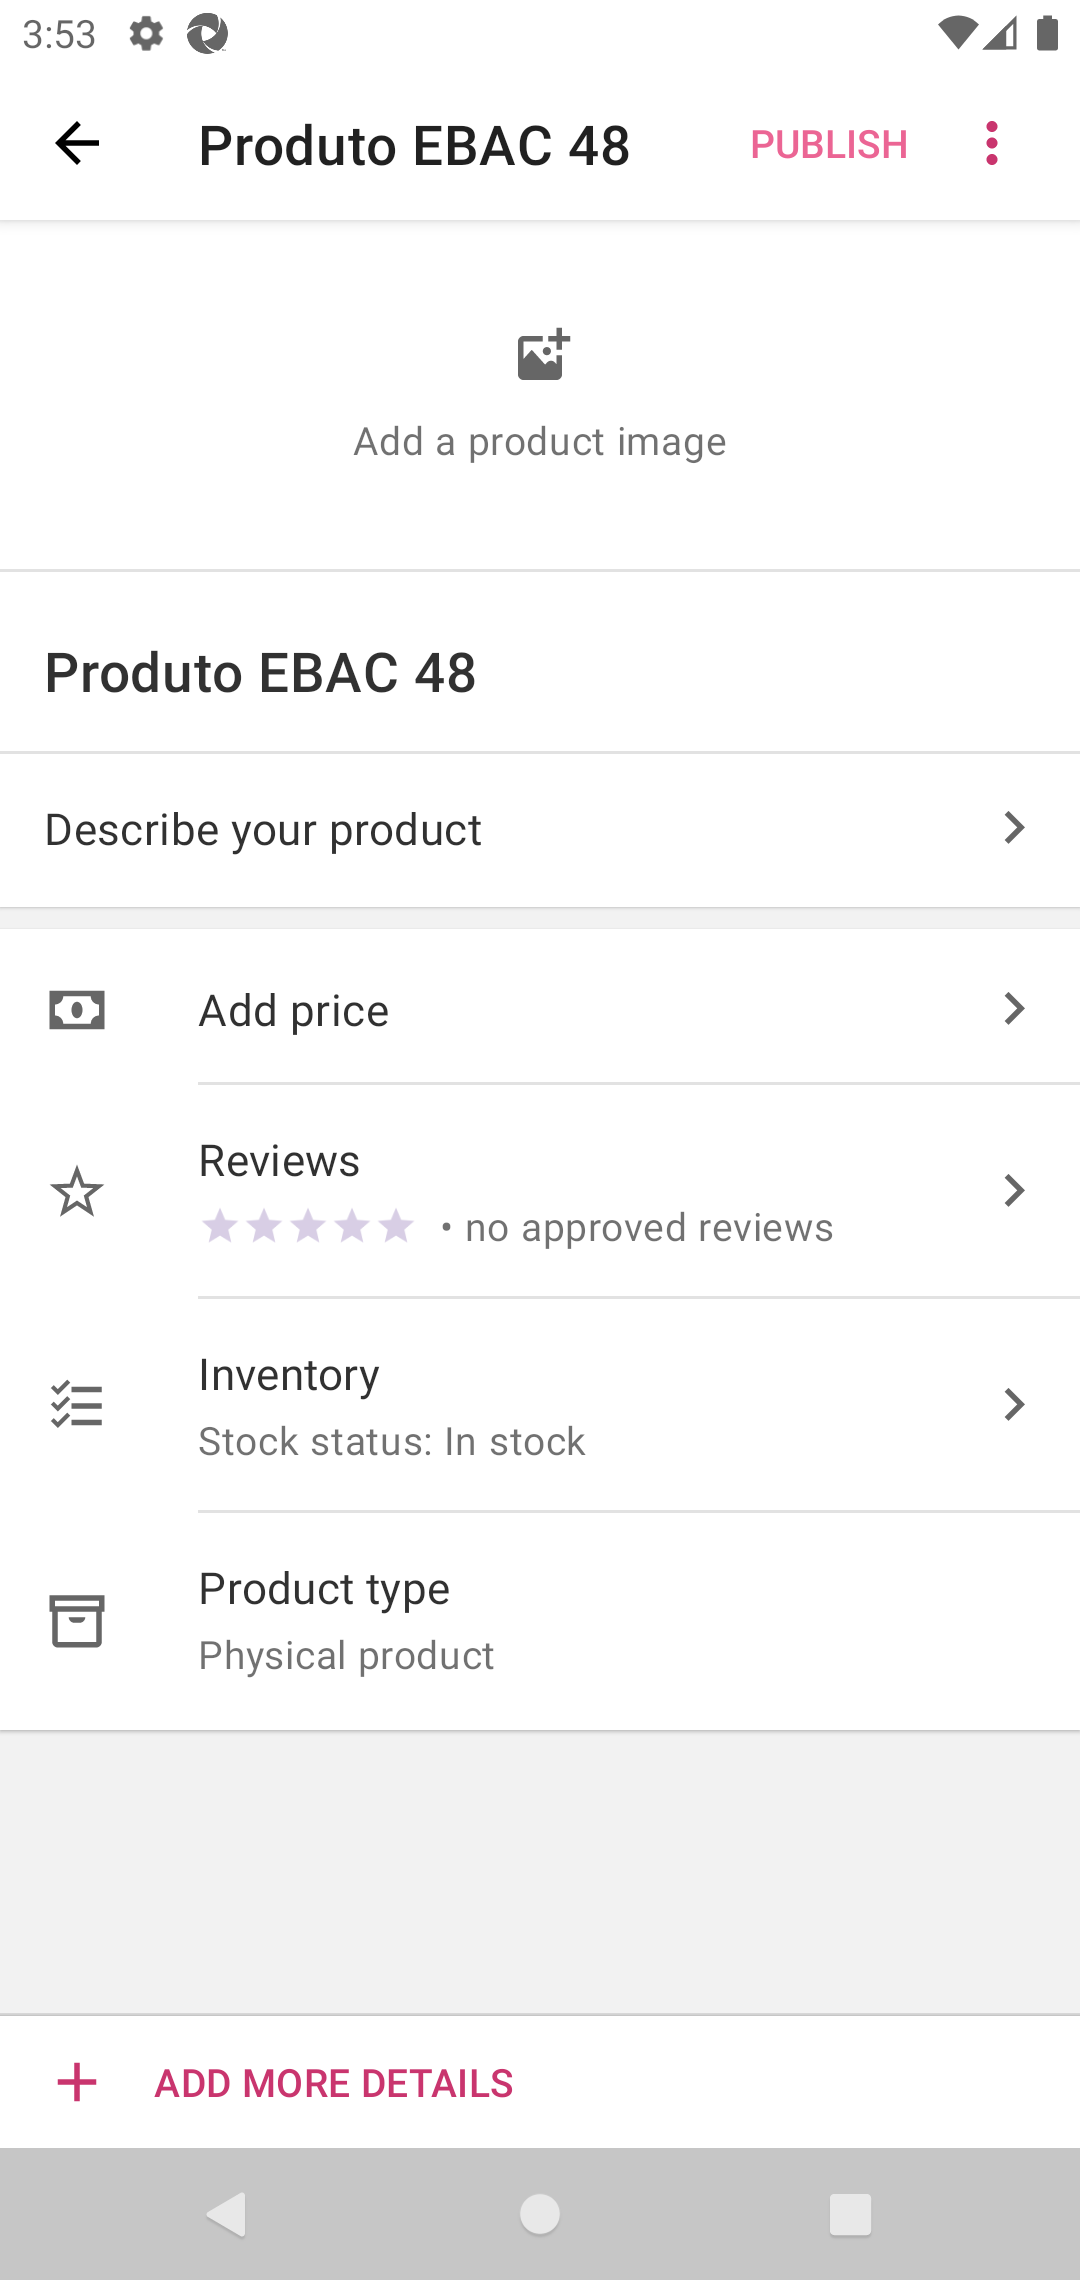 3:53
Produto EBAC 48
PUBLISH
Add a product image
Produto EBAC 48
Describe your product
Add price
Reviews
• no approved reviews
Inventory
Stock status: In stock
Product type
Physical product
ADD MORE DETAILS